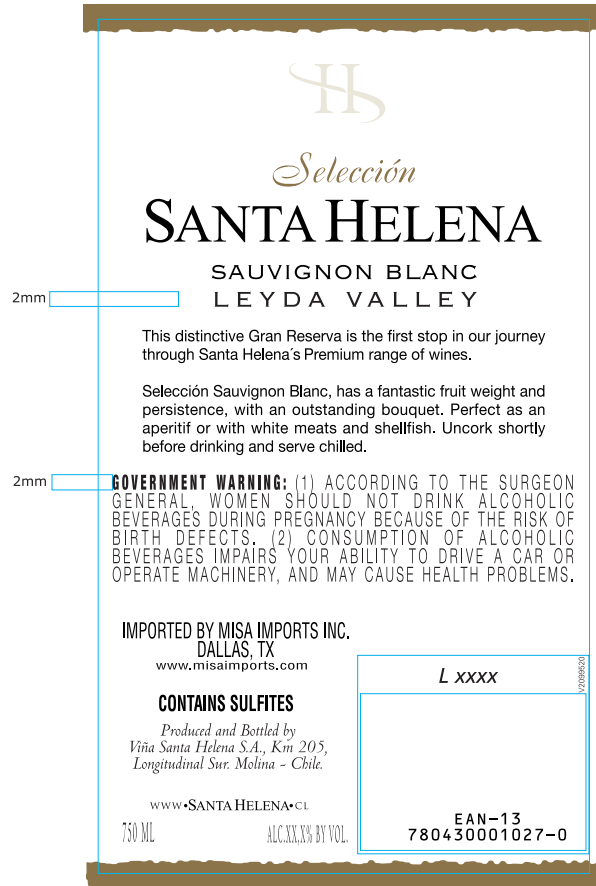 H
Selección
SANTA HELENA
SAUVIGNON BLANC
2mm
LEYDA VALLEY
This distinctive Gran Reserva is the first stop in our journey
through Santa Helena´s Premium range of wines.
Selección Sauvignon Blanc, has a fantastic fruit weight and
persistence, with an outstanding bouquet. Perfect as an
aperitif or with white meats and shellfish. Uncork shortly
before drinking and serve chilled.
2mm
GOVERNMENT WARNING: (1) ACCORDING TO THE SURGEON
GENERAL, WOMEN SHOULD NOT DRINK ALCOHOLIC
BEVERAGES DURING PREGNANCY BECAUSE OF THE RISK OF
BIRTH DEFECTS. (2) CONSUMPTION OF ALCOHOLIC
BEVERAGES IMPAIRS YOUR ABILITY TO DRIVE A CAR OR
OPERATE MACHINERY, AND MAY CAUSE HEALTH PROBLEMS.
IMPORTED BY MISA IMPORTS INC.
DALLAS, TX
www.misaimports.com
CONTAINS SULFITES
Produced and Bottled by
Viña Santa Helena S.A., Km 205,
Longitudinal Sur. Molina - Chile.
WWW•SANTA HELENA•CL
750 ML
ALC.XX,X% BY VOL.
L xxxx
V2099520
EAN-13
780430001027-0